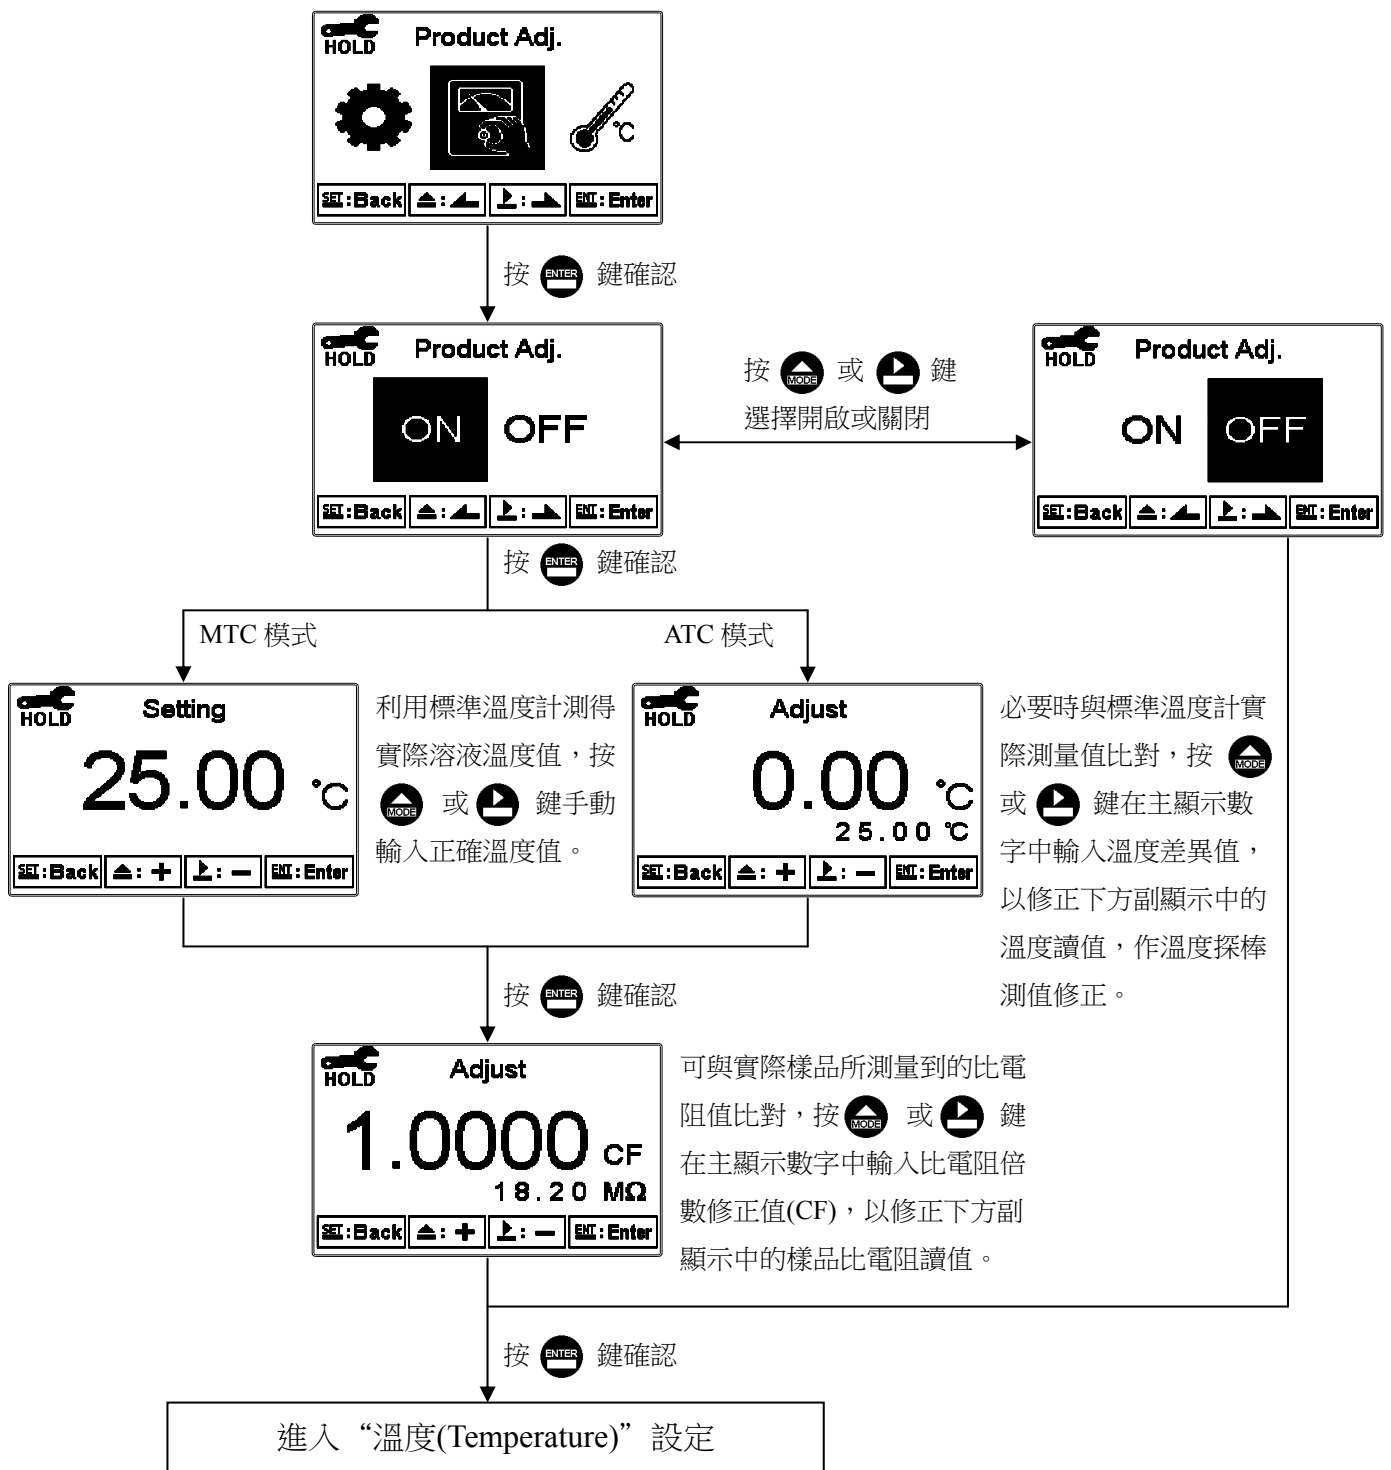 HOLD Product Adj.
℃
SET:Back ENT:Enter
按 ENTER 鍵確認
HOLD Product Adj.
ON OFF
SET:Back ENT:Enter
按 MODE 或 鍵
選擇開啟或關閉
HOLD Product Adj.
ON OFF
SET:Back ENT:Enter
按 ENTER 鍵確認
MTC 模式
ATC 模式
HOLD Setting
25.00 ℃
SET:Back : + : − ENT:Enter
利用標準溫度計測得
實際溶液溫度值，按
MODE 或 鍵手動
輸入正確溫度值。
HOLD Adjust
0.00 ℃
25.00 ℃
SET:Back : + : − ENT:Enter
必要時與標準溫度計實
際測量值比對，按 MODE
或 鍵在主顯示數
字中輸入溫度差異值，
以修正下方副顯示中的
溫度讀值，作溫度探棒
測值修正。
按 ENTER 鍵確認
HOLD Adjust
1.0000 CF
18.20 MΩ
SET:Back : + : − ENT:Enter
可與實際樣品所測量到的比電
阻值比對，按 MODE 或 鍵
在主顯示數字中輸入比電阻倍
數修正值(CF)，以修正下方副
顯示中的樣品比電阻讀值。
按 ENTER 鍵確認
進入“溫度(Temperature)”設定